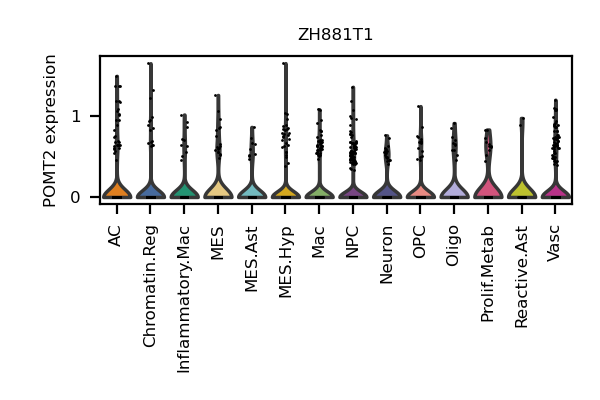 ZH881T1
POMT2 expression
1
0
AC
Chromatin.Reg
Inflammatory.Mac
MES
MES.Ast
MES.Hyp
Mac
NPC
Neuron
OPC
Oligo
Prolif.Metab
Reactive.Ast
Vasc